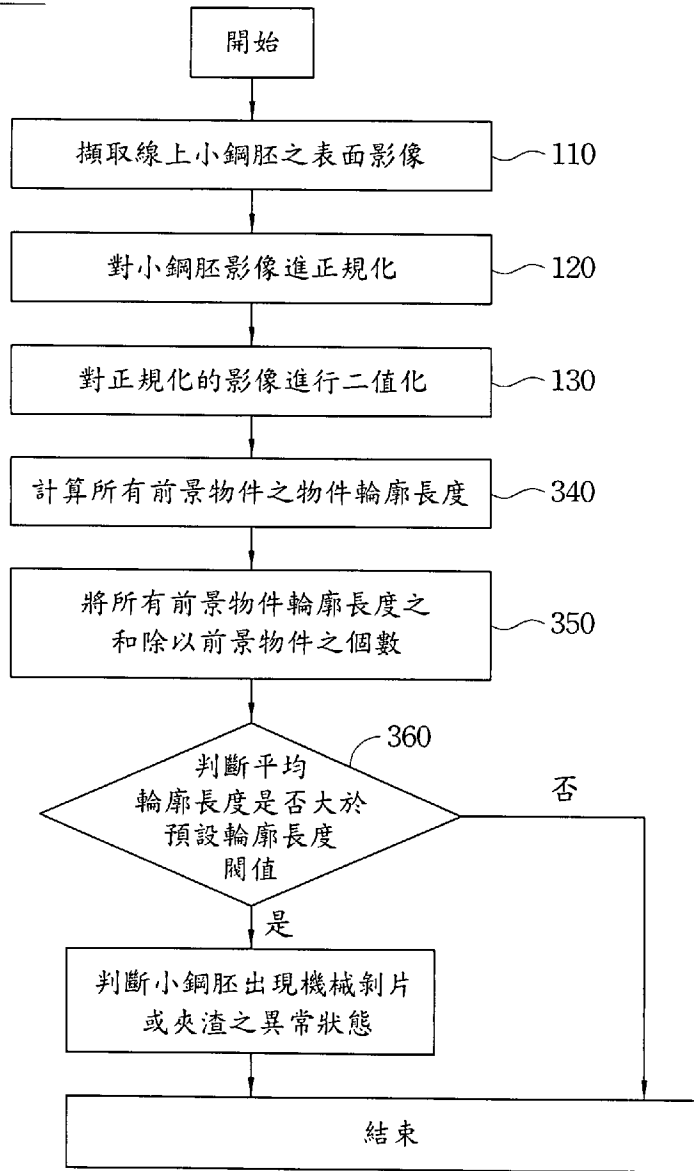 開始
擷取線上小鋼胚之表面影像
110
對小鋼胚影像進正規化
120
對正規化的影像進行二值化
130
計算所有前景物件之物件輪廓長度
340
將所有前景物件輪廓長度之
和除以前景物件之個數
350
360
判斷平均
輪廓長度是否大於
預設輪廓長度
閥值
否
是
判斷小鋼胚出現機械剝片
或夾渣之異常狀態
結束